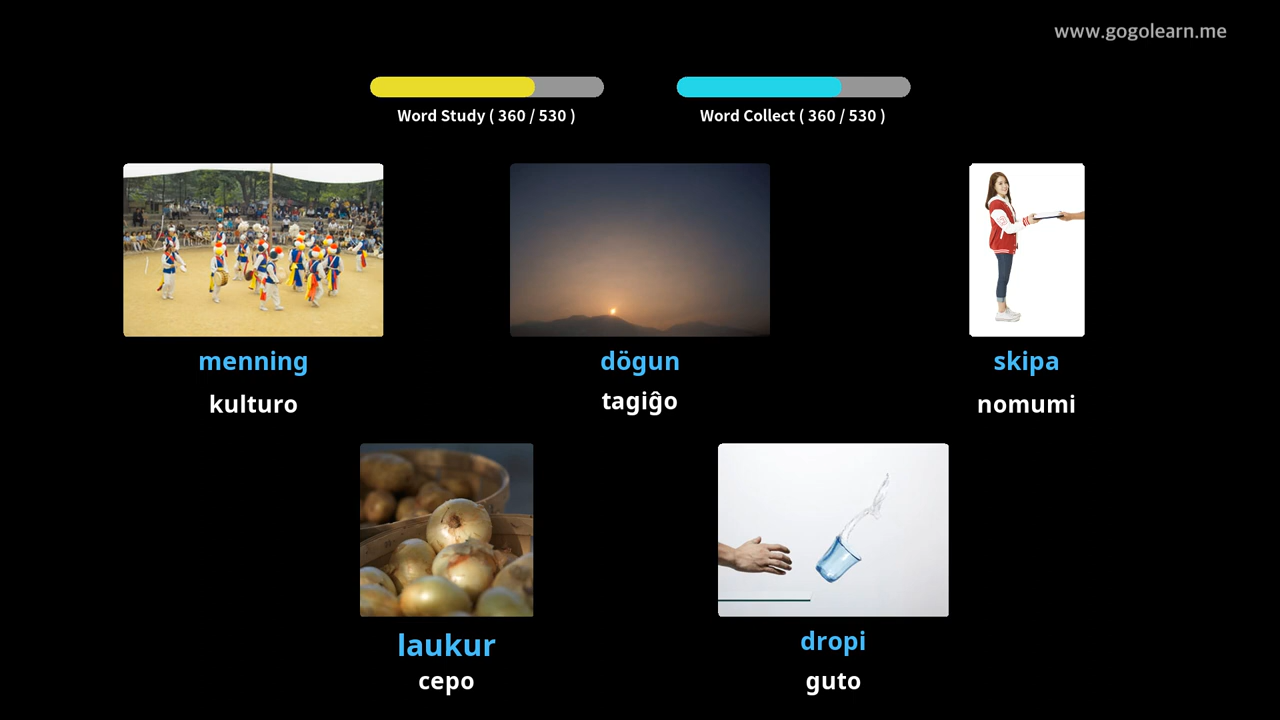 www.gogolearn.me
Word Study ( 360 / 530 )
Word Collect ( 360 / 530 )
menning
dögun
skipa
kulturo
tagiĝo
nomumi
laukur
dropi
cepo
guto